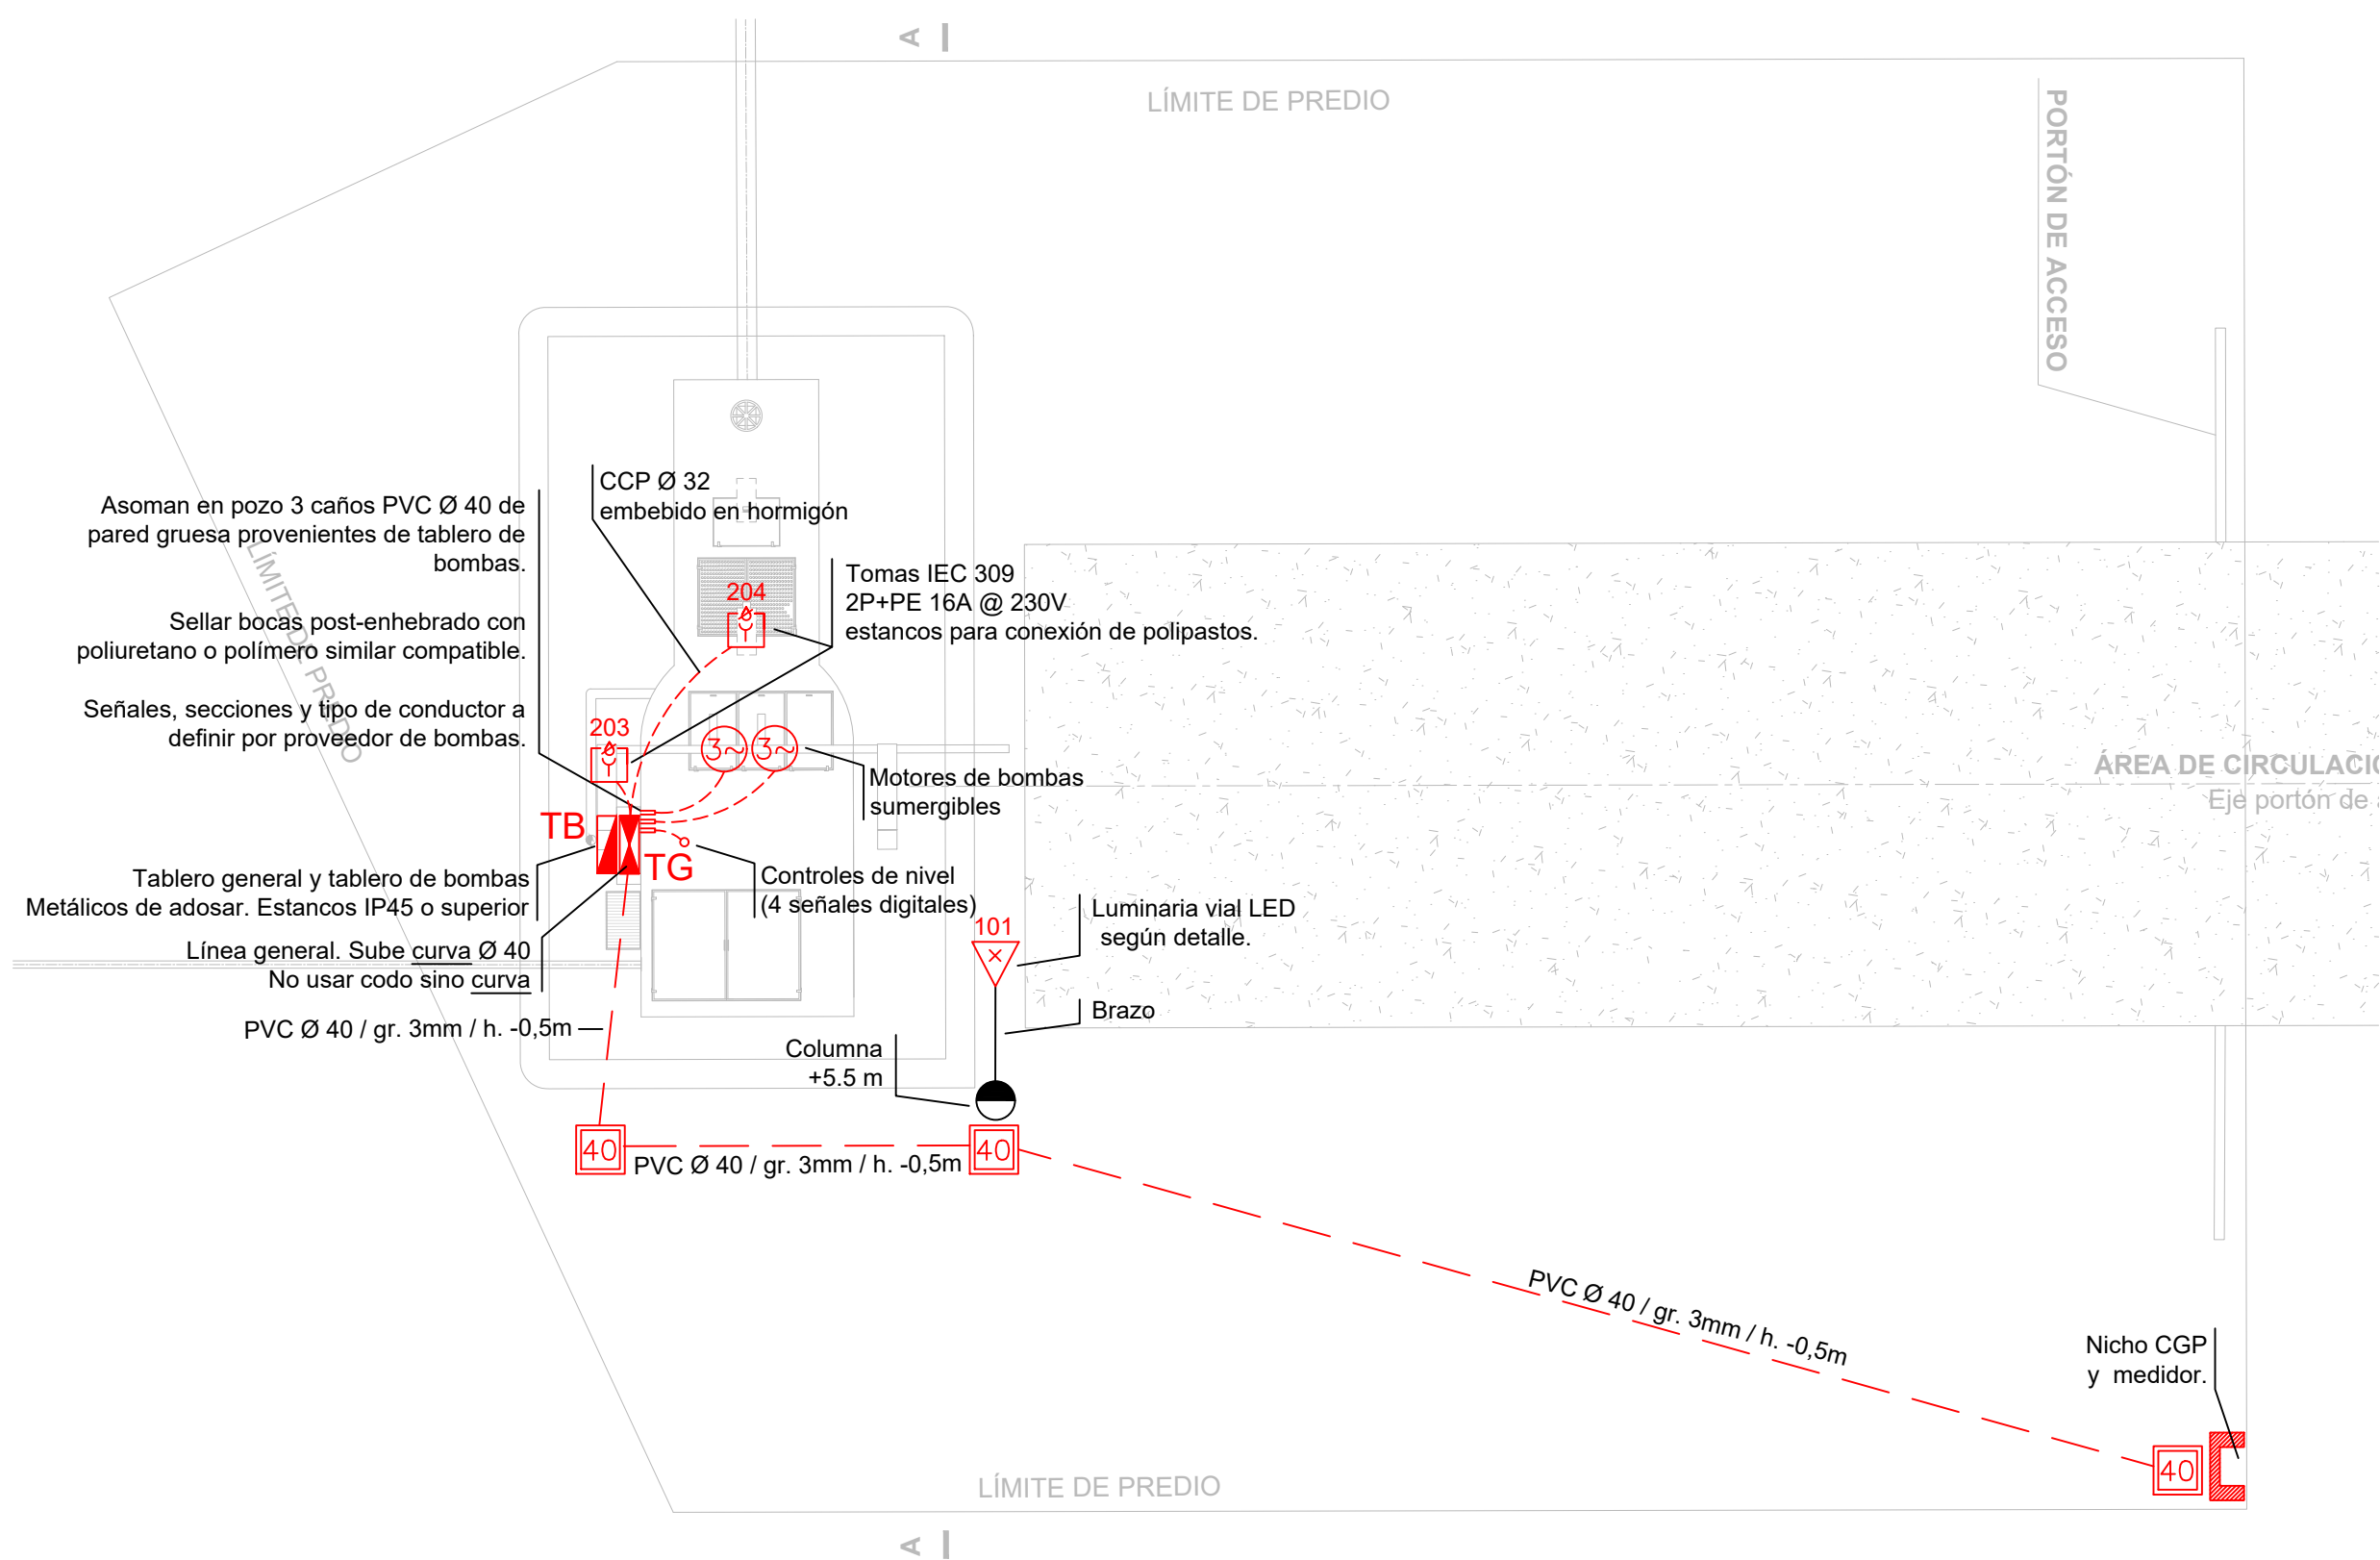 A
LÍMITE DE PREDIO
PORTÓN DE ACCESO
CCP Ø 32
embebido en hormigón
Asoman en pozo 3 caños PVC Ø 40 de
pared gruesa provenientes de tablero de
bombas.
Sellar bocas post-enhebrado con
poliuretano o polímero similar compatible.
Señales, secciones y tipo de conductor a
definir por proveedor de bombas.
LÍMITE DE PREDIO
Tomas IEC 309
2P+PE 16A @ 230V
estancos para conexión de polipastos.
204
203
3~
3~
Motores de bombas
sumergibles
ÁREA DE CIRCULACIÓ
Eje portón de a
TB
TG
Tablero general y tablero de bombas
Metálicos de adosar. Estancos IP45 o superior
Controles de nivel
(4 señales digitales)
Línea general. Sube curva Ø 40
No usar codo sino curva
101
Luminaria vial LED
según detalle.
Brazo
PVC Ø 40 / gr. 3mm / h. -0,5m
Columna
+5.5 m
40
PVC Ø 40 / gr. 3mm / h. -0,5m
40
PVC Ø 40 / gr. 3mm / h. -0,5m
Nicho CGP
y medidor.
40
LÍMITE DE PREDIO
A